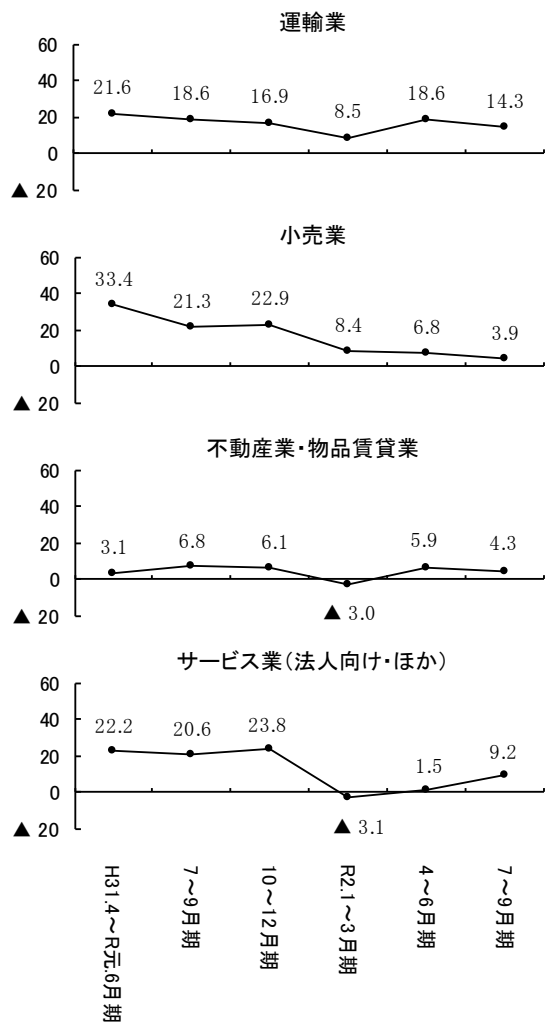 運輸業
60
40
20
0
▲ 20
21.6 18.6 16.9 8.5 18.6 14.3
小売業
60
40
20
0
▲ 20
33.4 21.3 22.9 8.4 6.8 3.9
不動産業・物品賃貸業
60
40
20
0
▲ 20
3.1 6.8 6.1 ▲ 3.0 5.9 4.3
サービス業（法人向け・ほか）
60
40
20
0
▲ 20
22.2 20.6 23.8 ▲ 3.1 1.5 9.2
H31.4～R元.6月期
7～9月期
10～12月期
R2.1～3月期
4～6月期
7～9月期